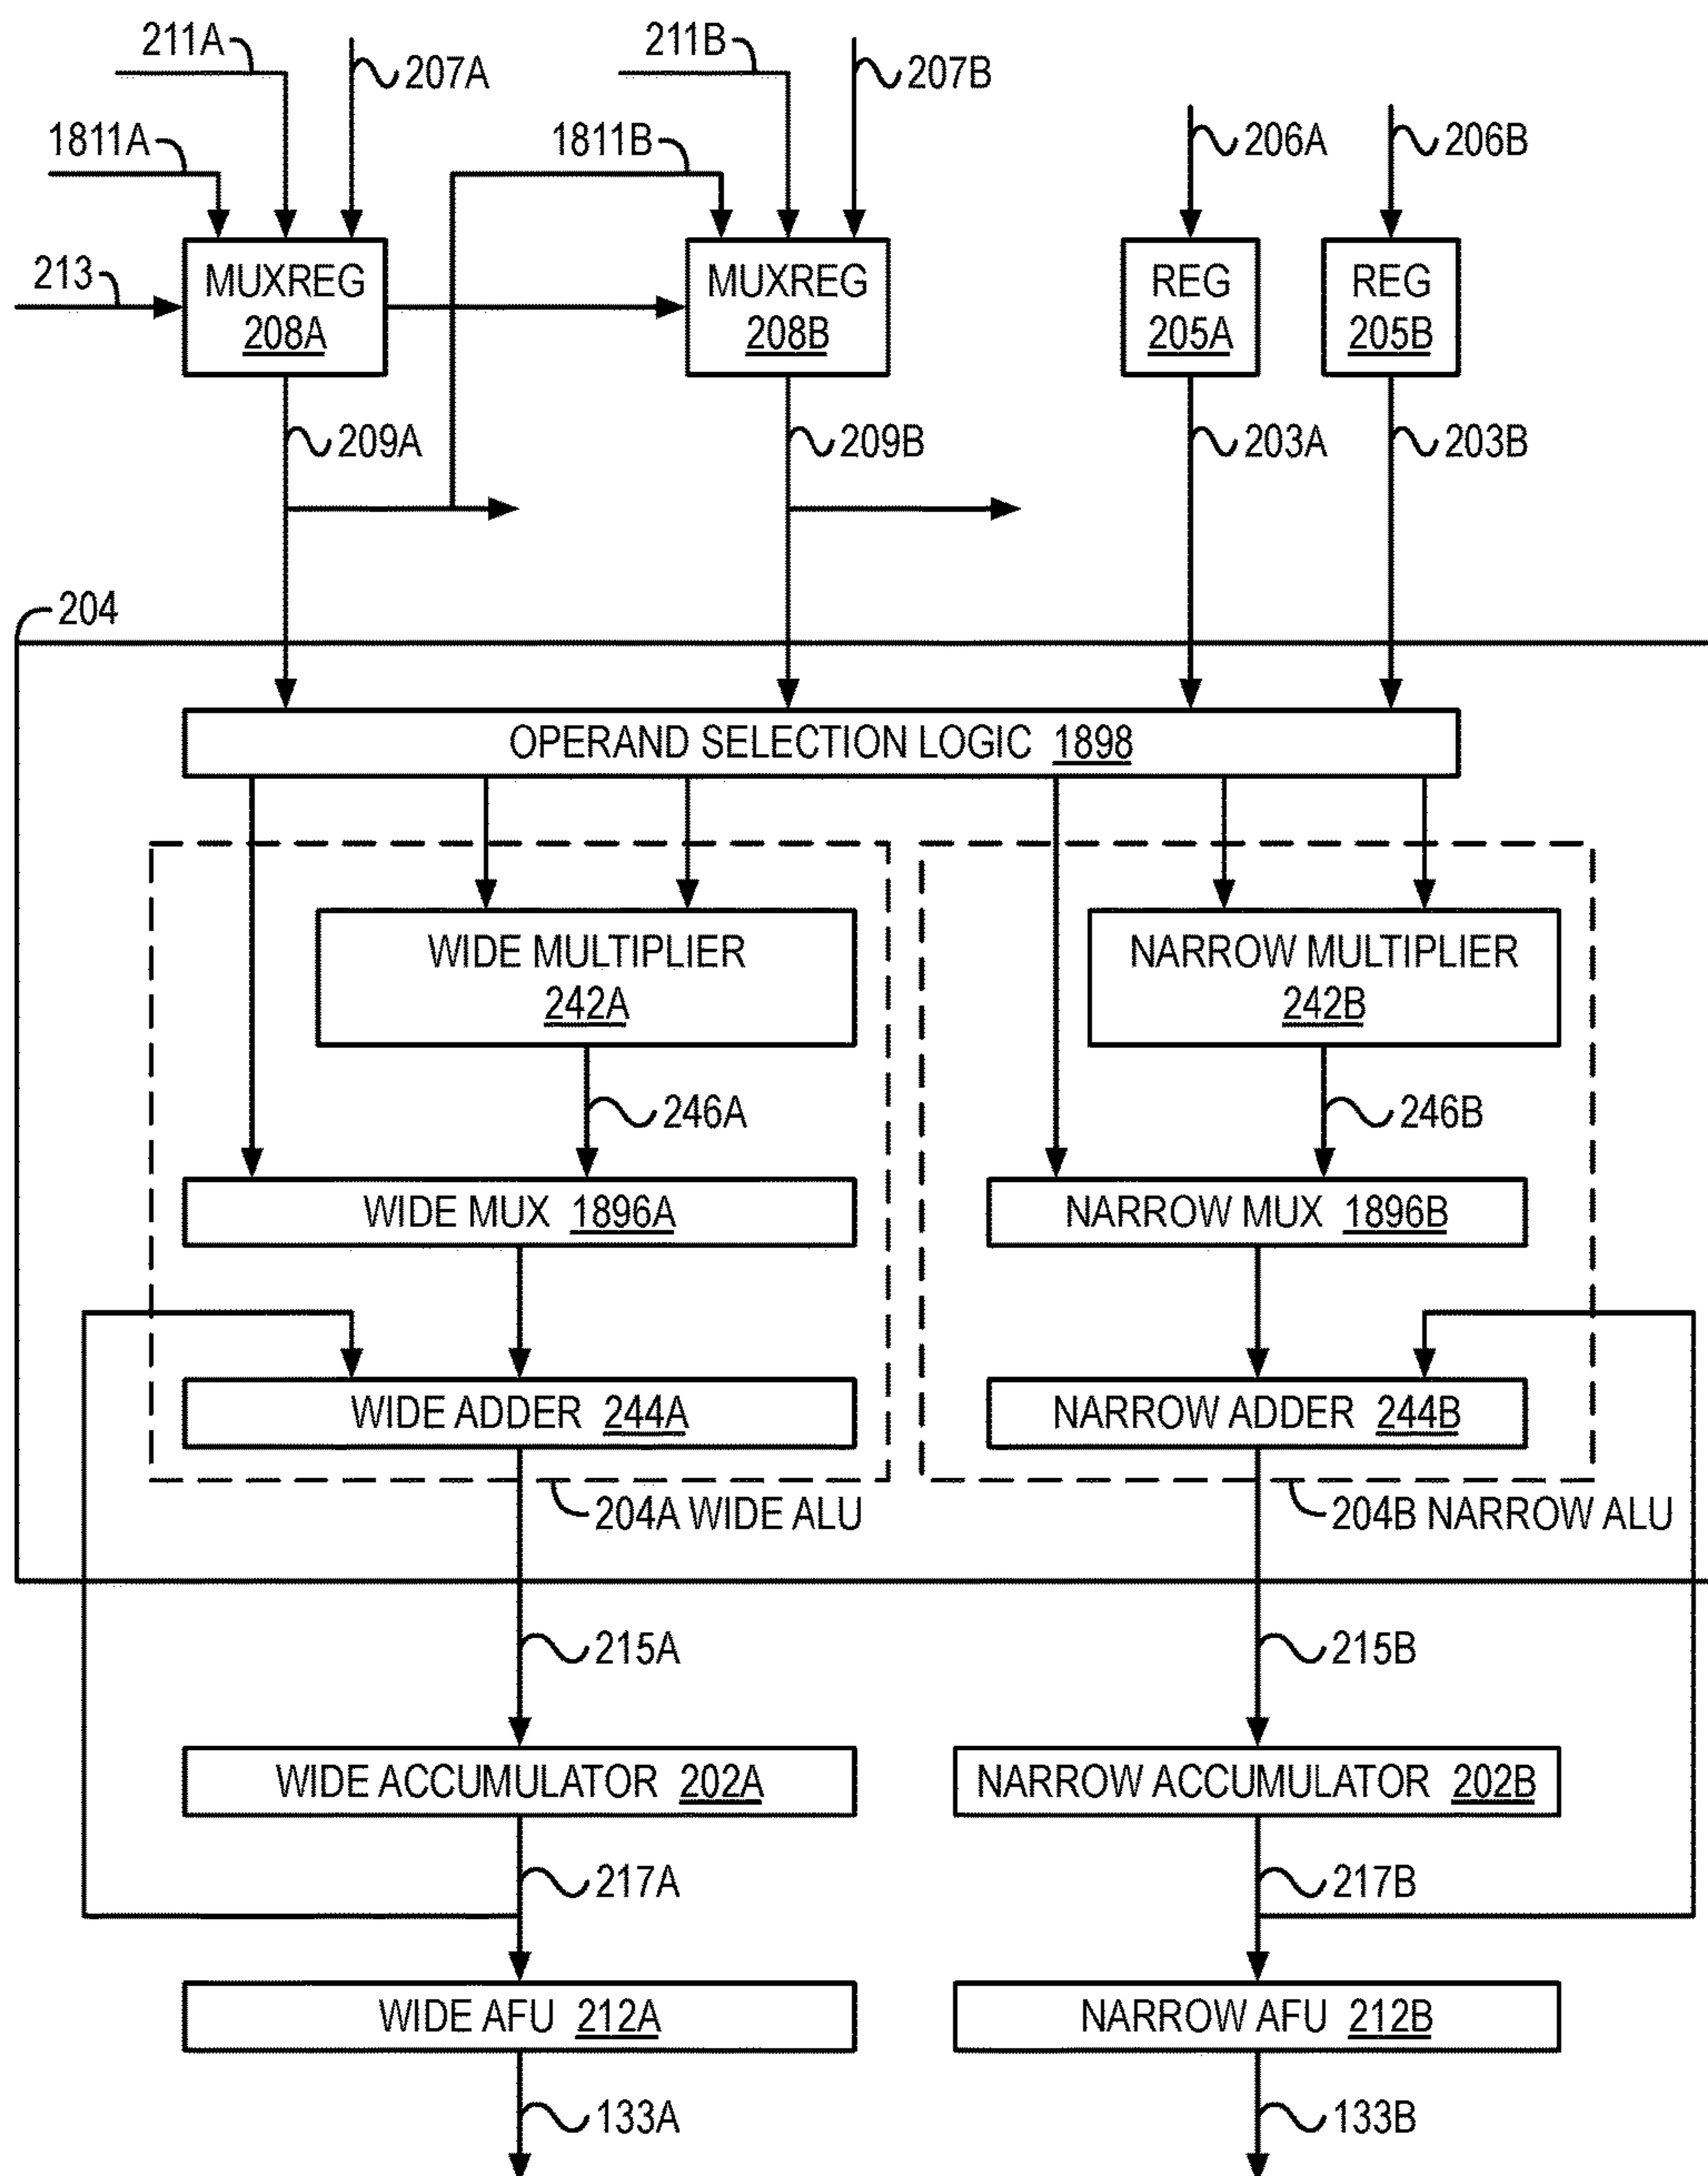 211A
207A
211B
207B
1811A
1811B
206A
206B
213
MUXREG
208A
MUXREG
208B
REG
205A
REG
205B
209A
209B
203A
203B
204
OPERAND SELECTION LOGIC 1898
WIDE MULTIPLIER
242A
NARROW MULTIPLIER
242B
246A
246B
WIDE MUX 1896A
NARROW MUX 1896B
WIDE ADDER 244A
NARROW ADDER 244B
204A WIDE ALU
204B NARROW ALU
215A
215B
WIDE ACCUMULATOR 202A
NARROW ACCUMULATOR 202B
217A
217B
WIDE AFU 212A
NARROW AFU 212B
133A
133B